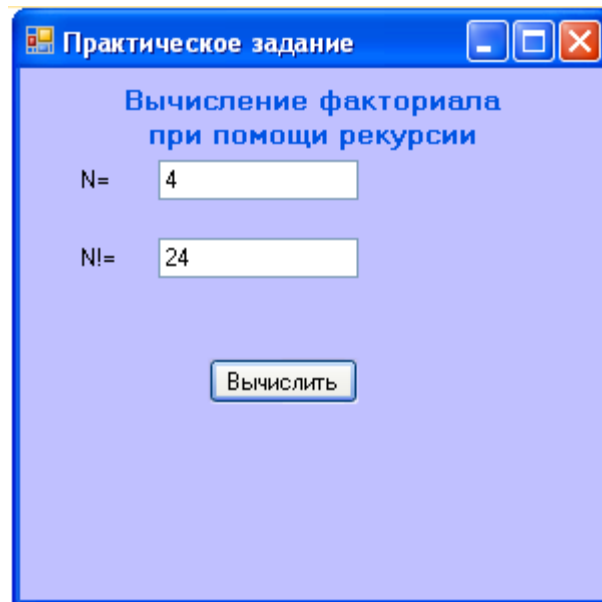 Практическое задание
Вычисление факториала
при помощи рекурсии
N= 4
N!= 24
Вычислить